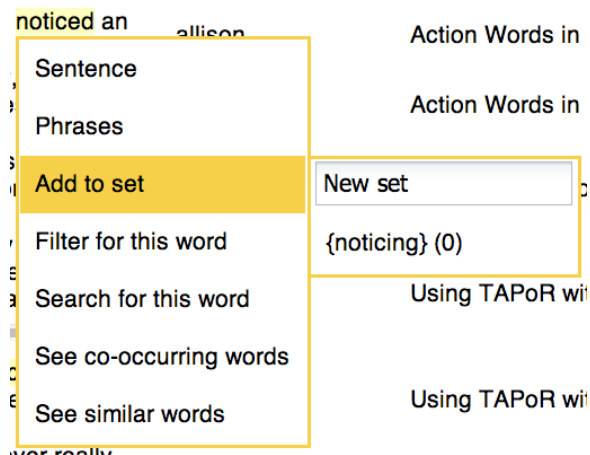 noticed an
allison
Action Words in
Sentence
Action Words in
Phrases
Add to set
New set
Filter for this word
{noticing} (0)
Search for this word
Using TAPoR wit
See co-occurring words
See similar words
Using TAPoR wit
ver really